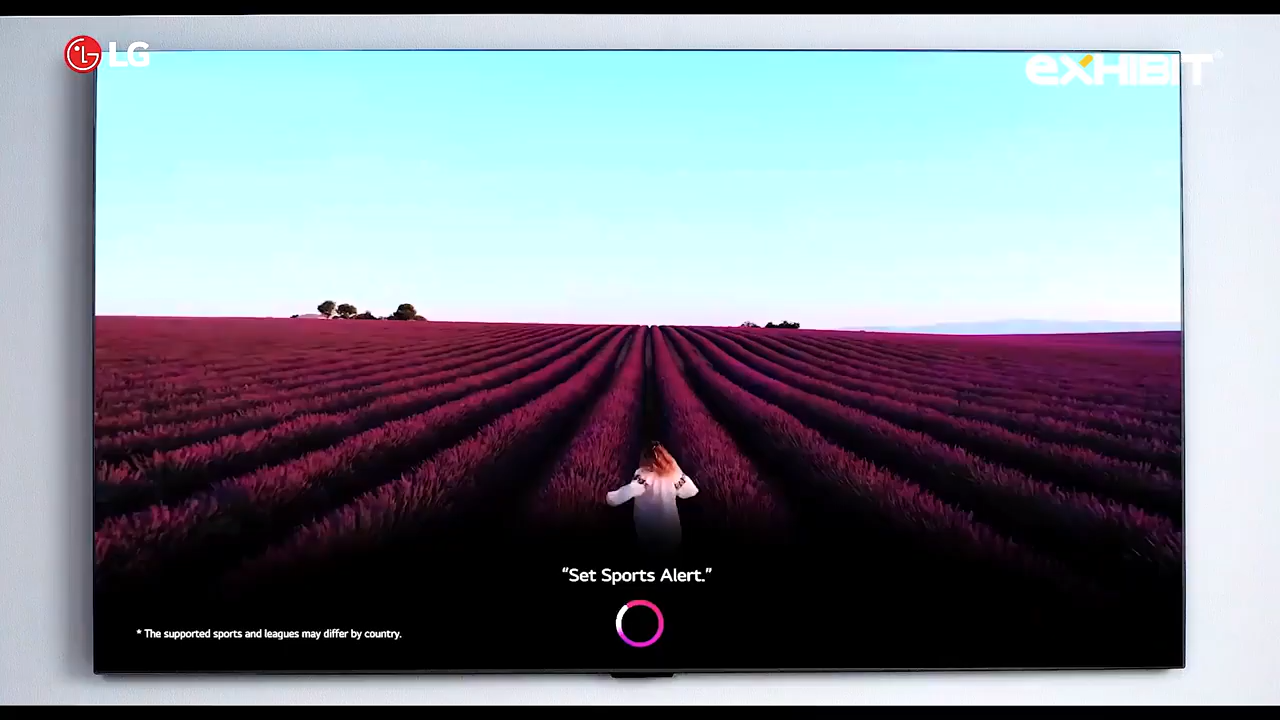 LG
eXHIBIT
“Set Sports Alert.”
* The supported sports and leagues may differ by country.